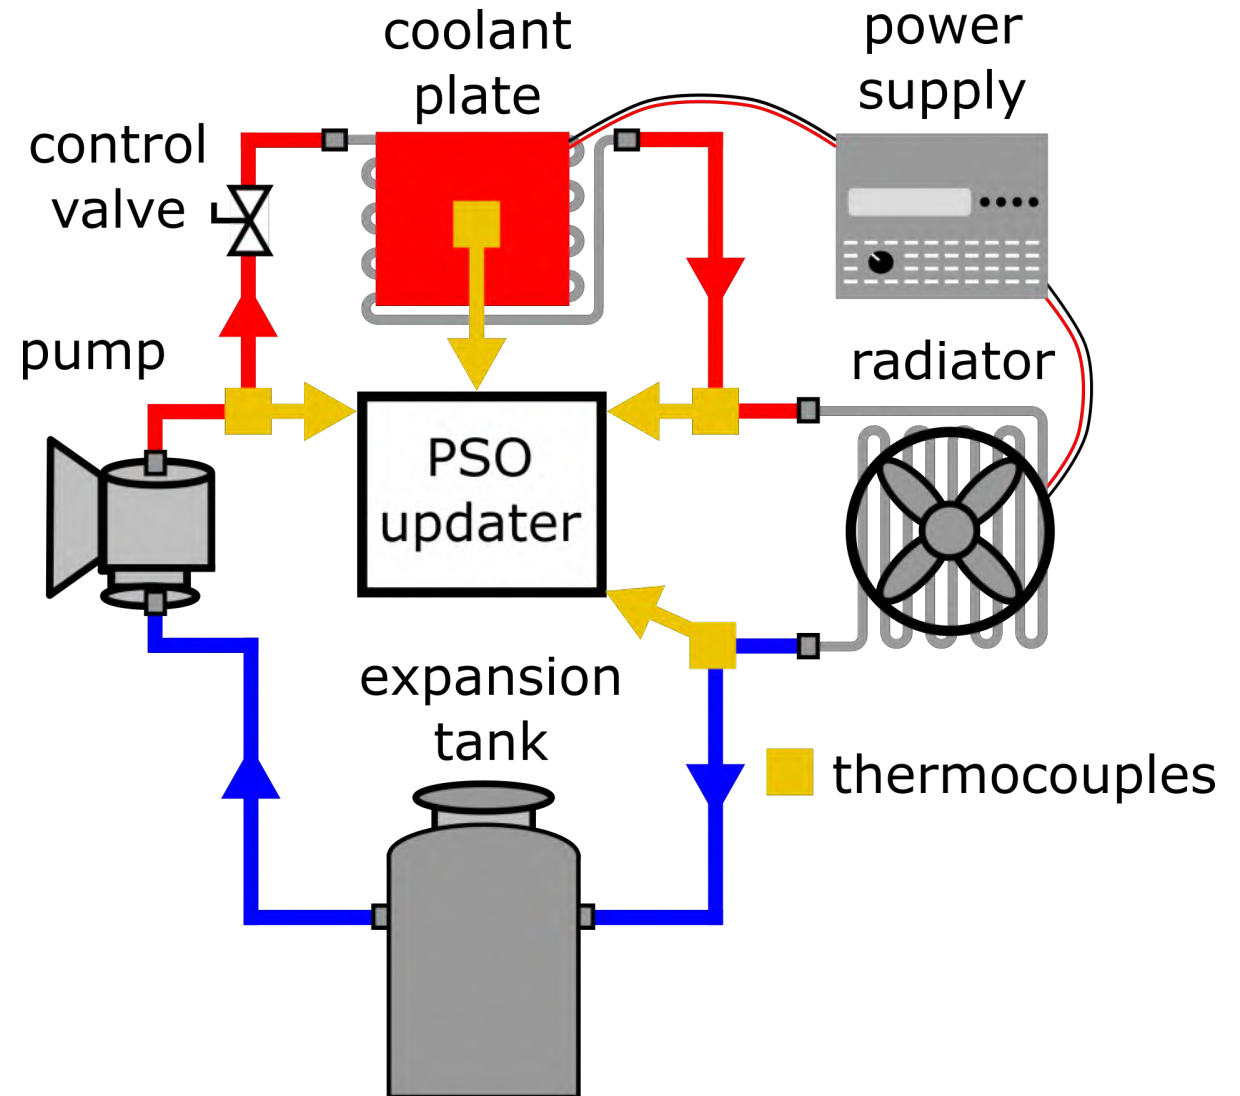 coolant
plate
power
supply
control
valve
pump
radiator
PSO
updater
expansion
tank
thermocouples